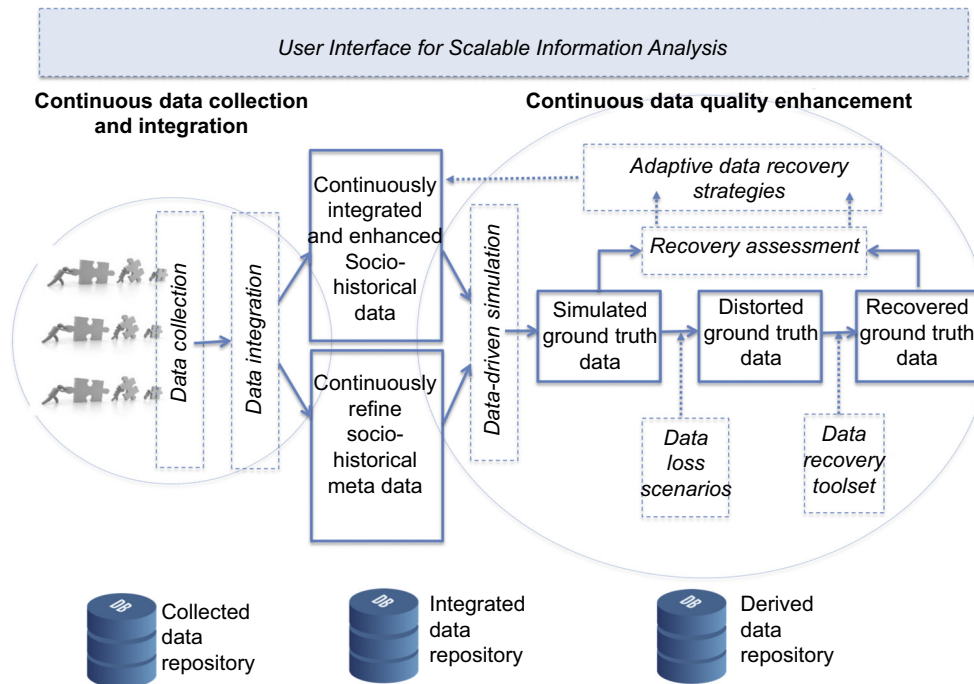 User Interface for Scalable Information Analysis
Continuous data collection
and integration
Continuous data quality enhancement
Data collection
Data integration
Continuously
integrated
and enhanced
Socio-
historical
data
Continuously
refine
socio-
historical
meta data
Data-driven simulation
Adaptive data recovery
strategies
Recovery assessment
Simulated
ground truth
data
Distorted
ground truth
data
Recovered
ground truth
data
Data
loss
scenarios
Data
recovery
toolset
DB
Collected
data
repository
DB
Integrated
data
repository
DB
Derived
data
repository